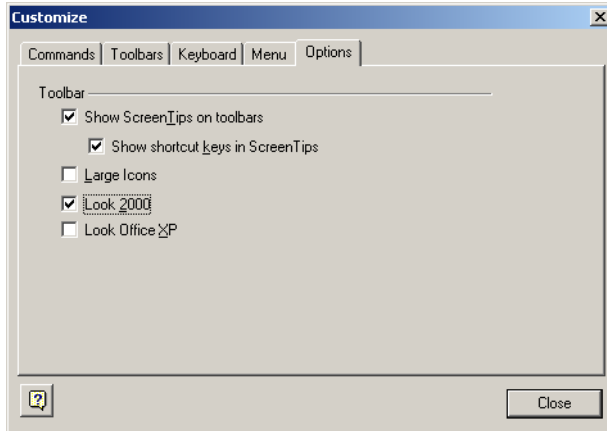 Customize
Commands Toolbars Keyboard Menu Options
Toolbar
Show ScreenTips on toolbars
Show shortcut keys in ScreenTips
Large Icons
Look 2000
Look Office XP
Close